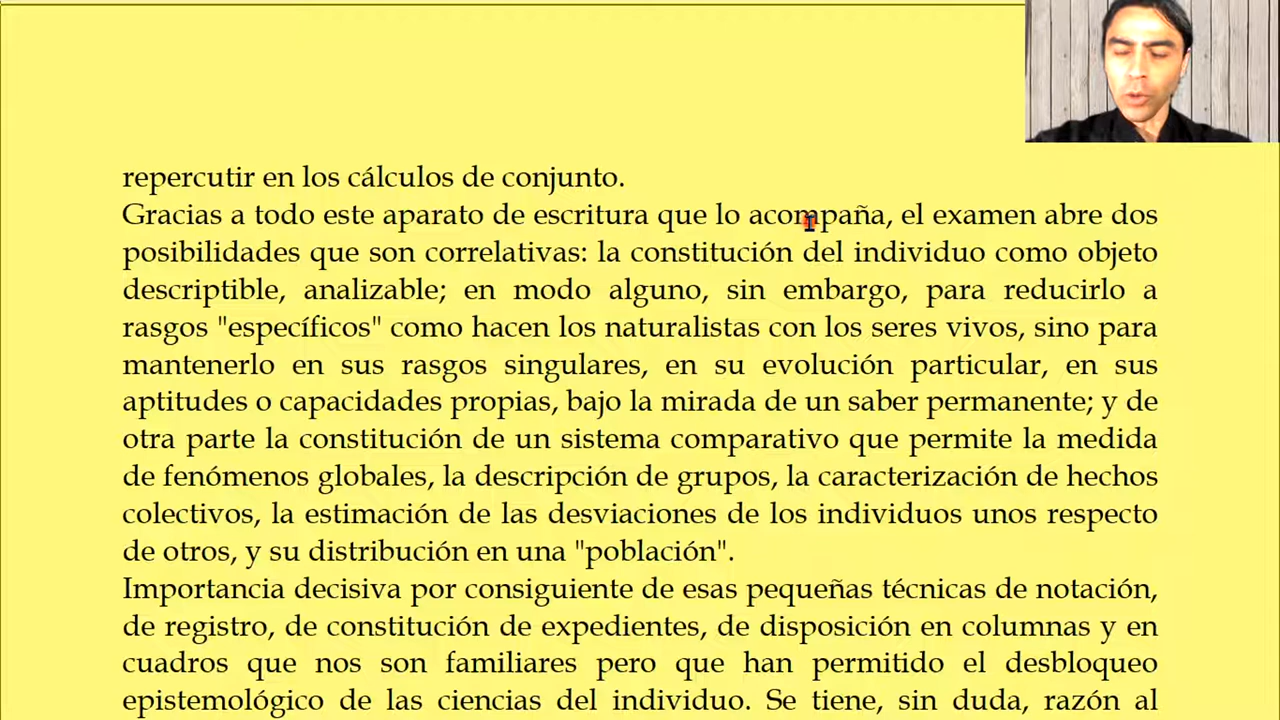 repercutir en los cálculos de conjunto.
Gracias a todo este aparato de escritura que lo acompaña, el examen abre dos
posibilidades que son correlativas: la constitución del individuo como objeto
descriptible, analizable; en modo alguno, sin embargo, para reducirlo a
rasgos "específicos" como hacen los naturalistas con los seres vivos, sino para
mantenerlo en sus rasgos singulares, en su evolución particular, en sus
aptitudes o capacidades propias, bajo la mirada de un saber permanente; y de
otra parte la constitución de un sistema comparativo que permite la medida
de fenómenos globales, la descripción de grupos, la caracterización de hechos
colectivos, la estimación de las desviaciones de los individuos unos respecto
de otros, y su distribución en una "población".
Importancia decisiva por consiguiente de esas pequeñas técnicas de notación,
de registro, de constitución de expedientes, de disposición en columnas y en
cuadros que nos son familiares pero que han permitido el desbloqueo
epistemológico de las ciencias del individuo. Se tiene, sin duda, razón al